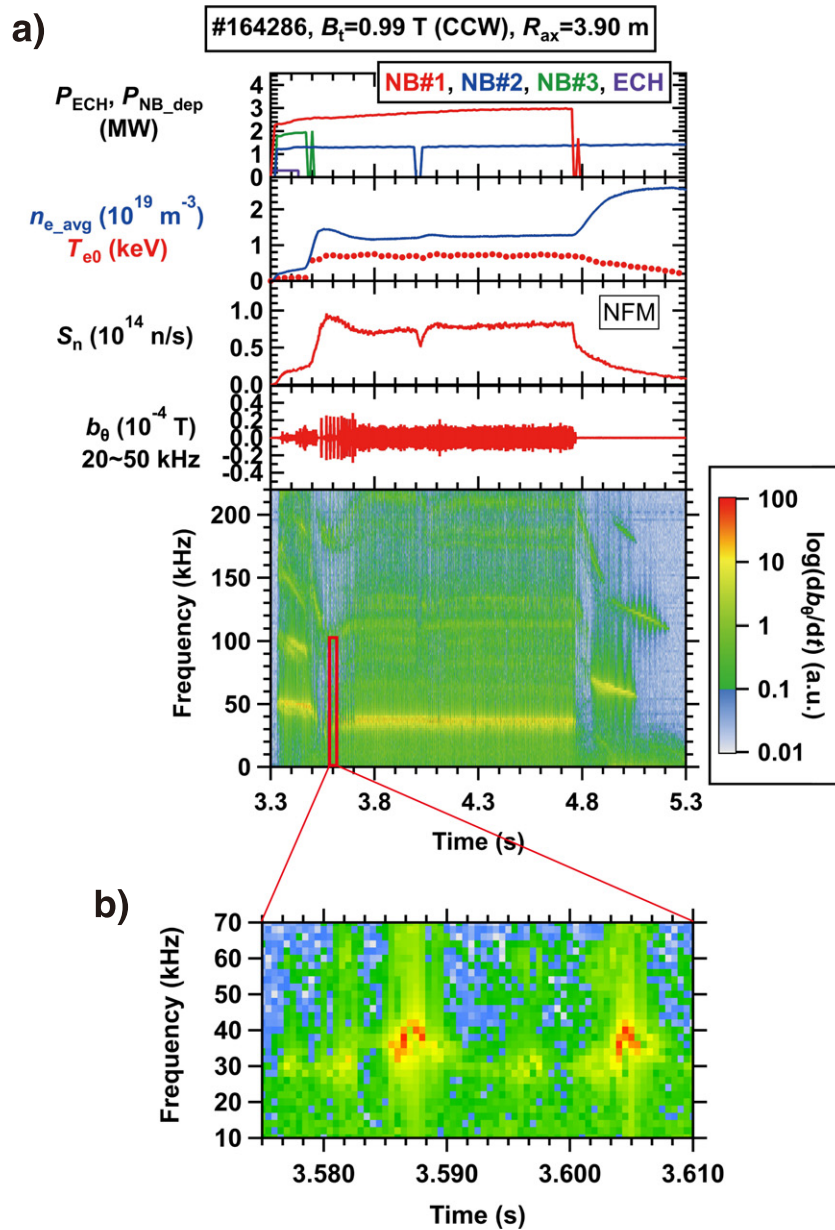 a)
#164286, Bt=0.99 T (CCW), Rax=3.90 m
NB#1, NB#2, NB#3, ECH
PECH, PNB_dep
(MW)
4
3
2
1
0
ne_avg (10^19 m^-3)
Te0 (keV)
2
1
0
Sn (10^14 n/s)
NFM
1.0
0.5
0.0
bθ (10^-4 T)
20~50 kHz
0.4
0.2
0.0
-0.2
-0.4
Frequency (kHz)
200
150
100
50
0
3.3 3.8 4.3 4.8 5.3
Time (s)
100
10
1
0.1
0.01
log(dbθ/dt) (a.u.)
b)
Frequency (kHz)
70
60
50
40
30
20
10
3.580 3.590 3.600 3.610
Time (s)